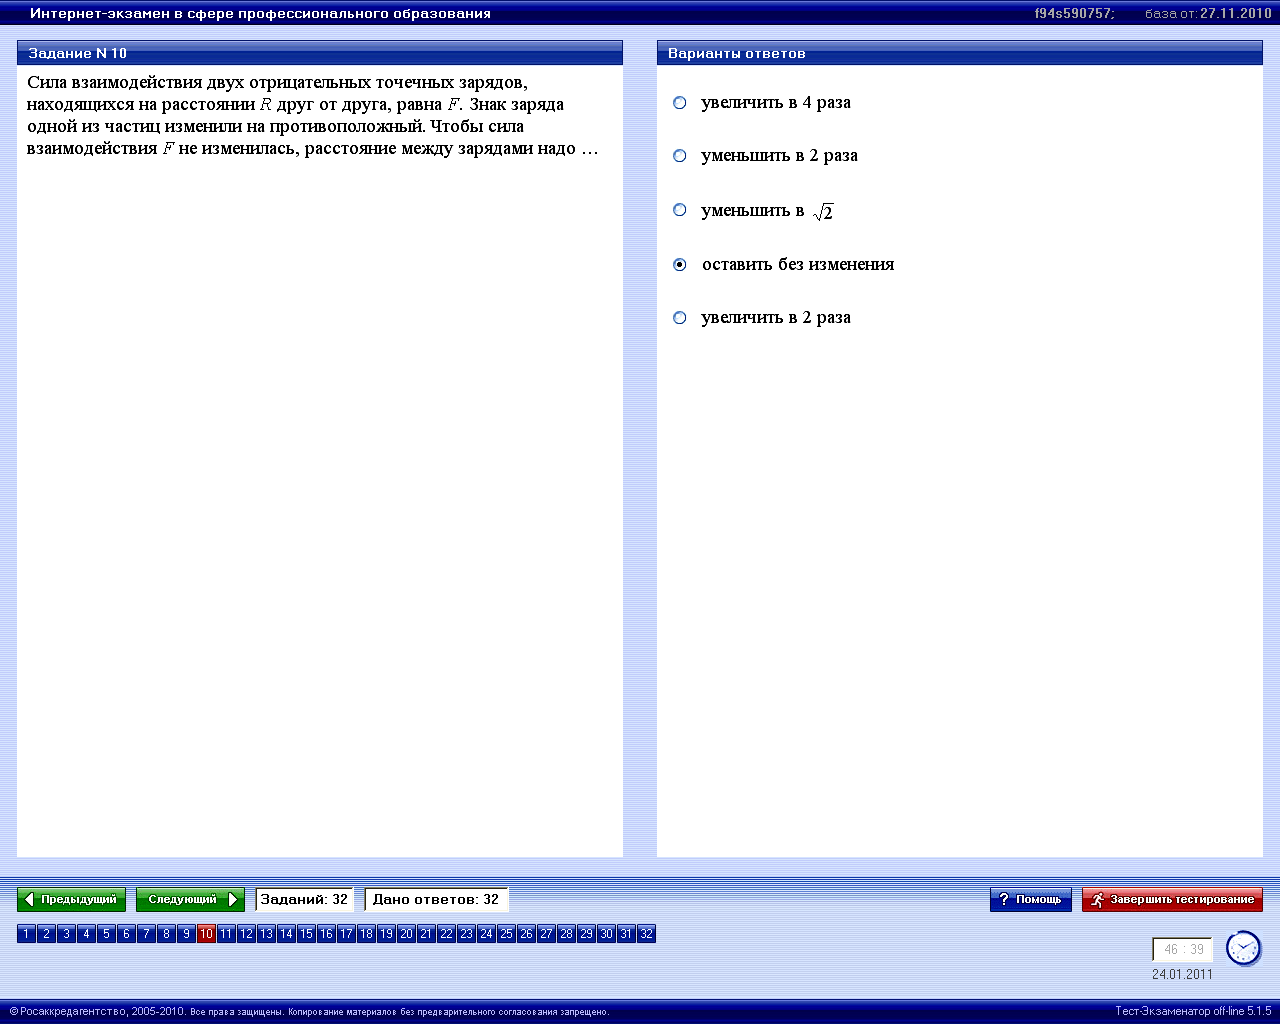 Интернет-экзамен в сфере профессионального образования
f94s590757; база от: 27.11.2010
Задание N 10
Сила взаимодействия двух отрицательных точечных зарядов,
находящихся на расстоянии R друг от друга, равна F. Знак заряда
одной из частиц изменили на противоположный. Чтобы сила
взаимодействия F не изменилась, расстояние между зарядами надо …
Варианты ответов
увеличить в 4 раза
уменьшить в 2 раза
уменьшить в √2
оставить без изменения
увеличить в 2 раза
Предыдущий Следующий Заданий: 32 Дано ответов: 32 ? Помощь Завершить тестирование
1 2 3 4 5 6 7 8 9 10 11 12 13 14 15 16 17 18 19 20 21 22 23 24 25 26 27 28 29 30 31 32
46 : 39
24.01.2011
© Росаккредагентство, 2005-2010. Все права защищены. Копирование материалов без предварительного согласования запрещено.
Тест-Экзаменатор off-line 5.1.5